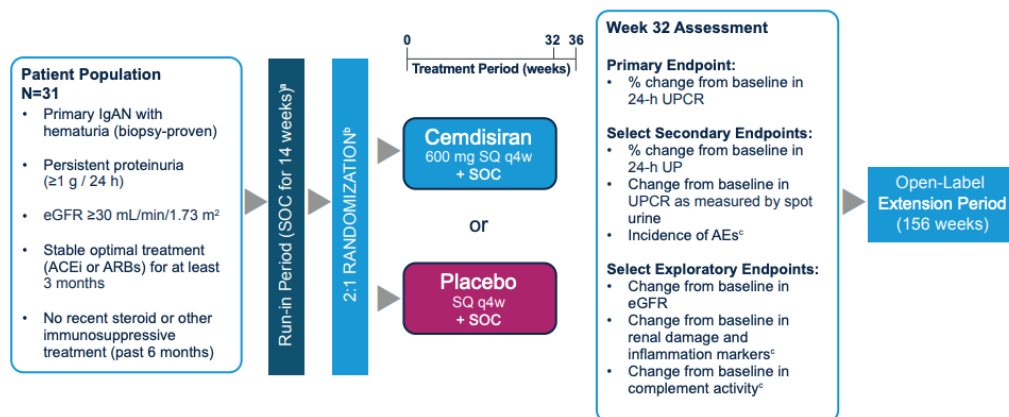 Patient Population
N=31
• Primary IgAN with
hematuria (biopsy-proven)
• Persistent proteinuria
(≥1 g / 24 h)
• eGFR ≥30 mL/min/1.73 m²
• Stable optimal treatment
(ACEi or ARBs) for at least
3 months
• No recent steroid or other
immunosuppressive
treatment (past 6 months)
Run-in Period (SOC for 14 weeks)ᵃ
2:1 RANDOMIZATIONᵇ
0 32 36
Treatment Period (weeks)
Cemdisiran
600 mg SQ q4w
+ SOC
or
Placebo
SQ q4w
+ SOC
Week 32 Assessment
Primary Endpoint:
• % change from baseline in
24-h UPCR
Select Secondary Endpoints:
• % change from baseline in
24-h UP
• Change from baseline in
UPCR as measured by spot
urine
• Incidence of AEsᶜ
Select Exploratory Endpoints:
• Change from baseline in
eGFR
• Change from baseline in
renal damage and
inflammation markersᶜ
• Change from baseline in
complement activityᶜ
Open-Label
Extension Period
(156 weeks)